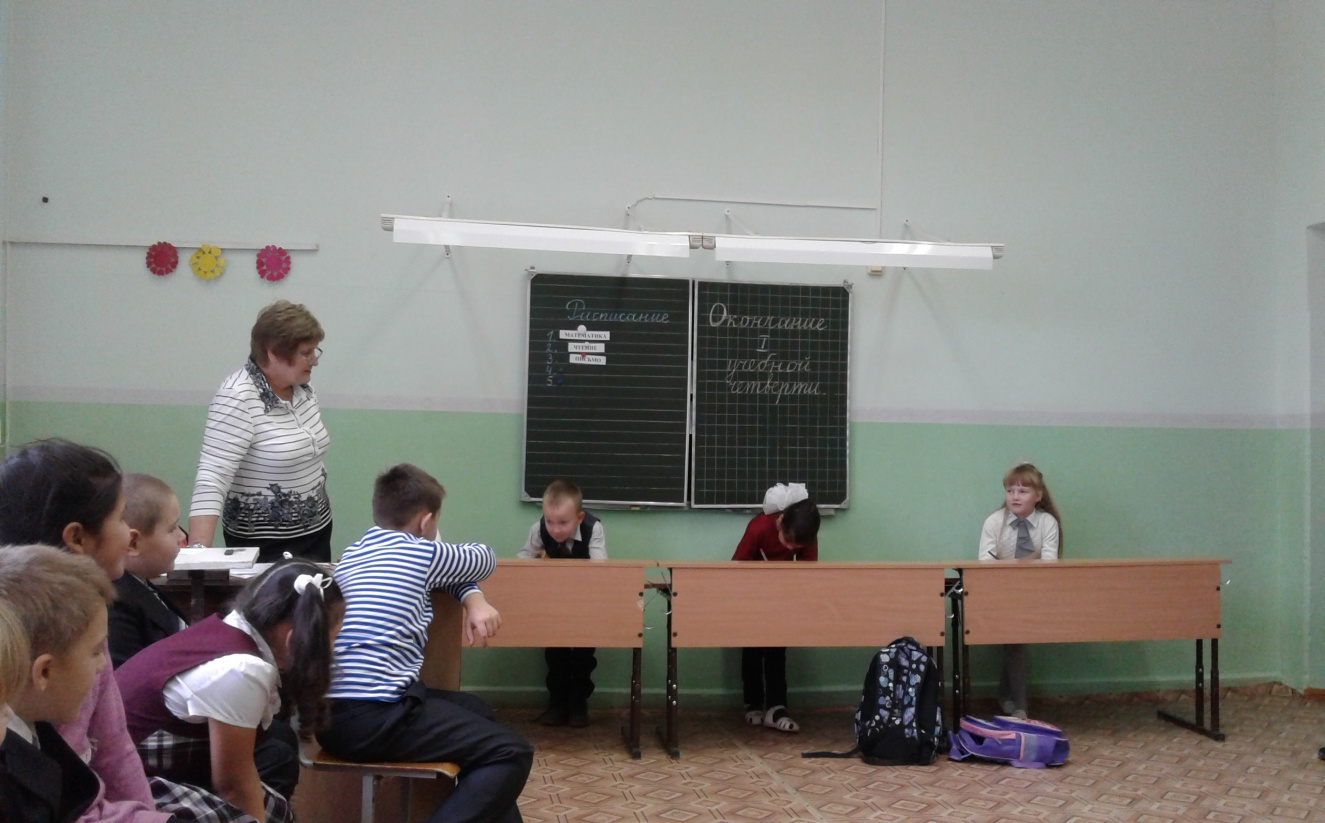 Расписание
1. МАТЕМАТИКА
2. ЧТЕНИЕ
3. ПИСЬМО
4.
5.
Окончание
I
учебной
четверти.